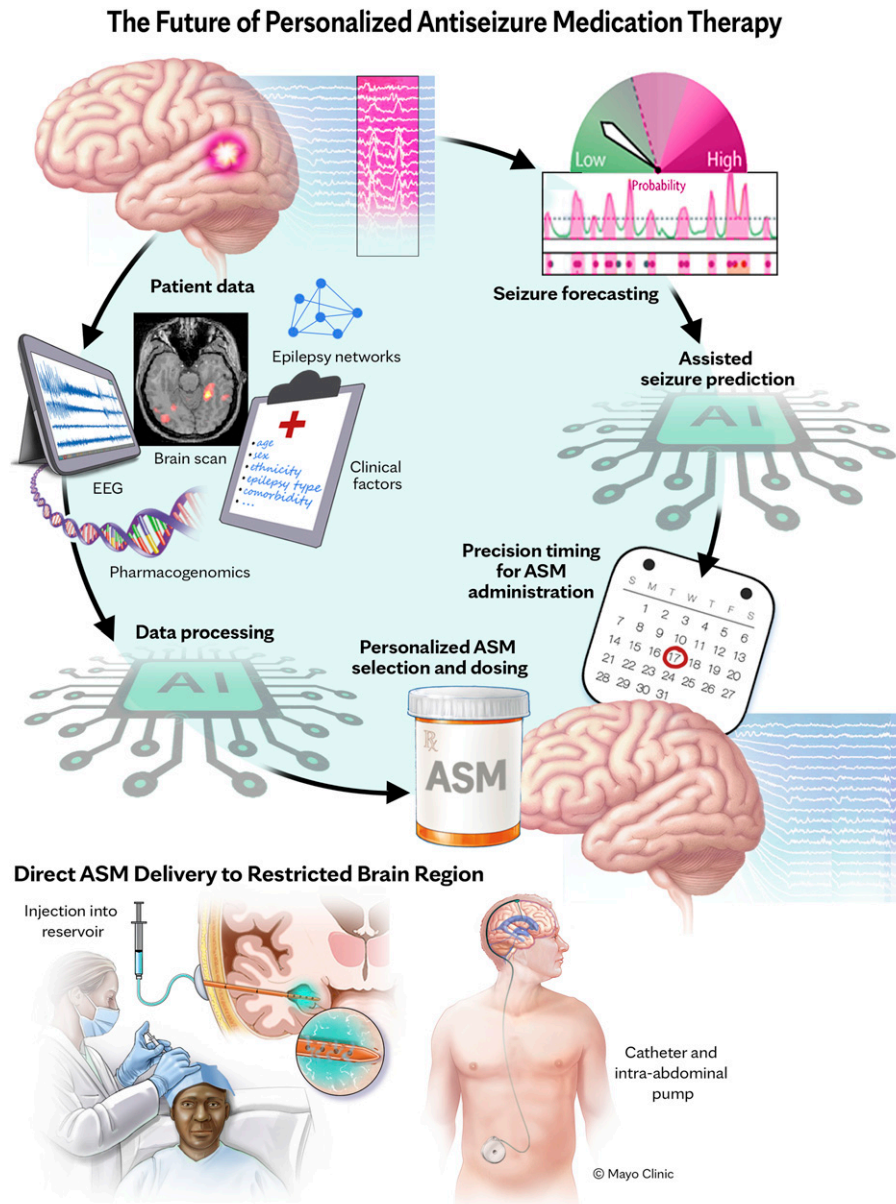 The Future of Personalized Antiseizure Medication Therapy
Low
High
Probability
Patient data
Epilepsy networks
Seizure forecasting
Assisted
seizure prediction
AI
Brain scan
EEG
• age
• sex
• ethnicity
• epilepsy type
• comorbidity
• ...
Clinical
factors
Pharmacogenomics
Precision timing
for ASM
administration
S M T W T F S
1 2 3 4 5 6
7 8 9 10 11 12 13
14 15 16 17 18 19 20
21 22 23 24 25 26 27
28 29 30 31
Data processing
AI
Personalized ASM
selection and dosing
Rx
ASM
Direct ASM Delivery to Restricted Brain Region
Injection into
reservoir
Catheter and
intra-abdominal
pump
© Mayo Clinic